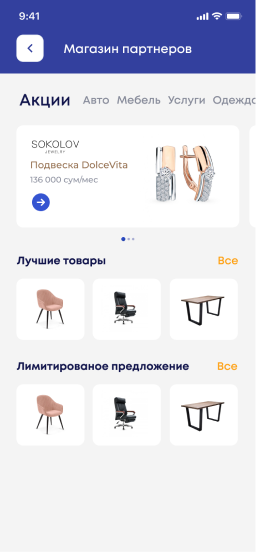 9:41
Магазин партнеров
Акции Авто Мебель Услуги Одежда
SOKOLOV
JEWELRY
Подвеска DolceVita
136 000 сум/мес
Лучшие товары Все
Лимитированое предложение Все